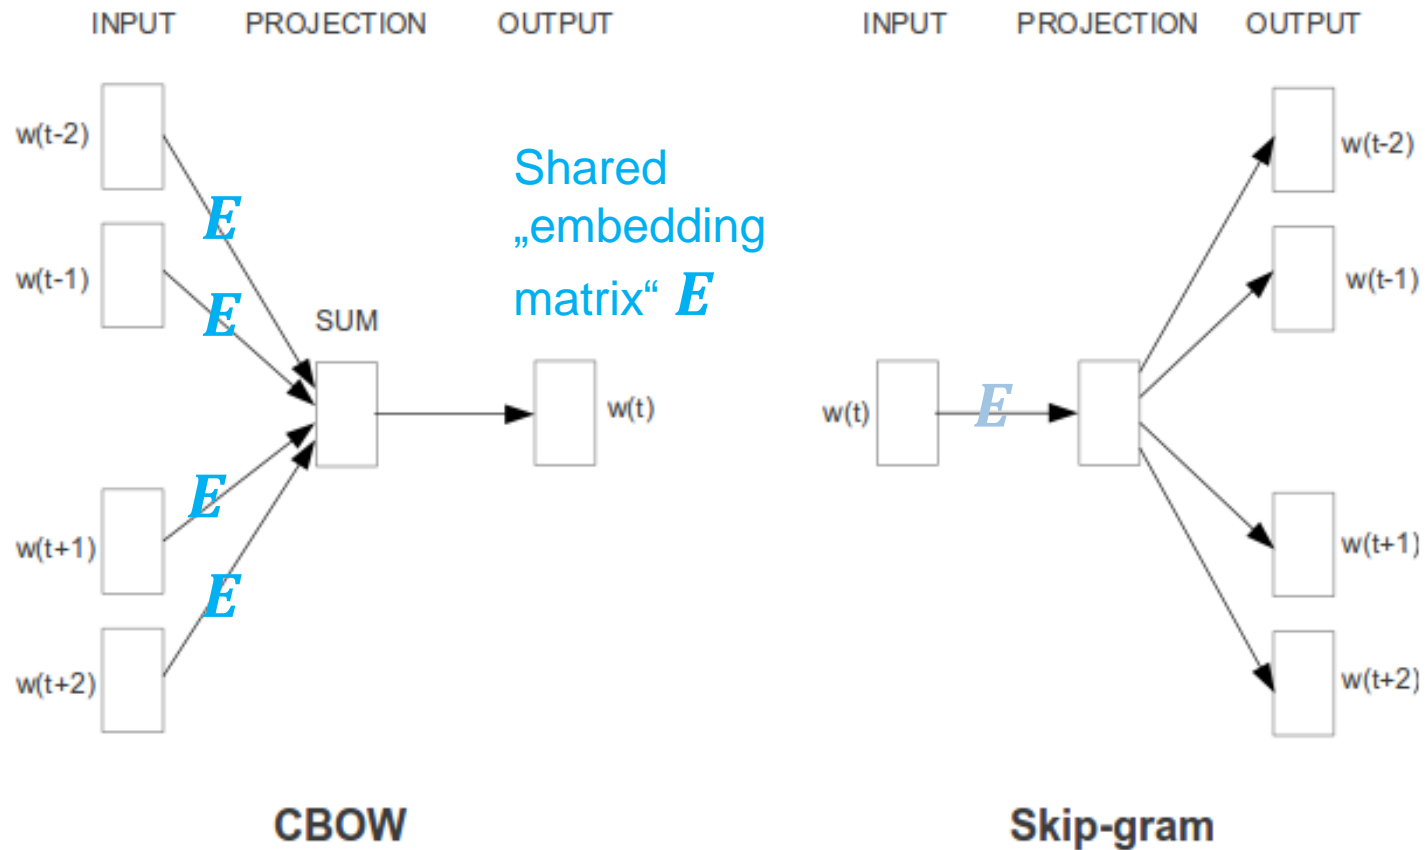 INPUT PROJECTION OUTPUT
w(t-2)
E
w(t-1)
E
SUM
Shared
„embedding
matrix“ E
w(t)
E
w(t+1)
E
w(t+2)
CBOW
INPUT PROJECTION OUTPUT
w(t-2)
w(t-1)
w(t)
E
w(t+1)
w(t+2)
Skip-gram